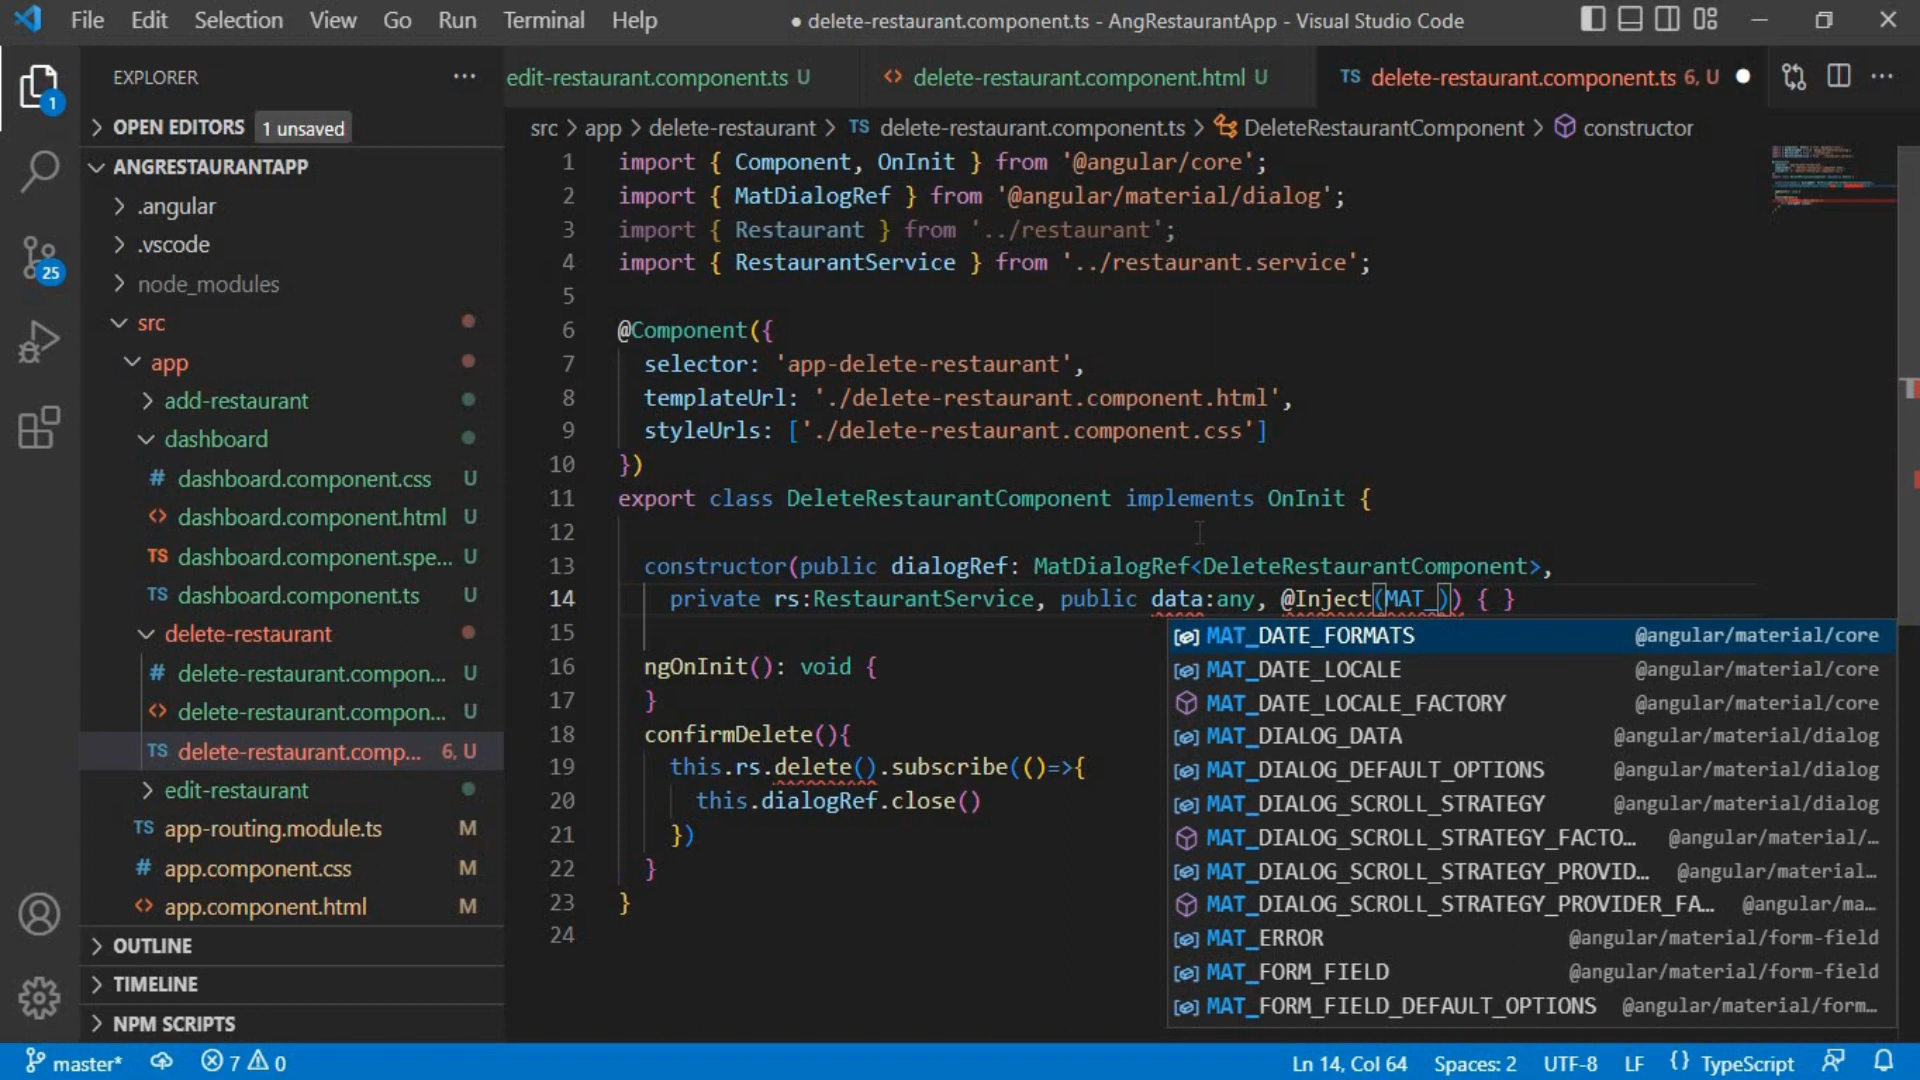 File Edit Selection View Go Run Terminal Help
● delete-restaurant.component.ts - AngRestaurantApp - Visual Studio Code
EXPLORER ...
edit-restaurant.component.ts U
<> delete-restaurant.component.html U
TS delete-restaurant.component.ts 6, U
OPEN EDITORS 1 unsaved
src > app > delete-restaurant > TS delete-restaurant.component.ts > DeleteRestaurantComponent > constructor
1
25
ANGRESTAURANTAPP
.angular
.vscode
node_modules
src
app
add-restaurant
dashboard
# dashboard.component.css U
<> dashboard.component.html U
TS dashboard.component.spe... U
TS dashboard.component.ts U
delete-restaurant
# delete-restaurant.compon... U
<> delete-restaurant.compon... U
TS delete-restaurant.comp... 6, U
edit-restaurant
TS app-routing.module.ts M
# app.component.css M
<> app.component.html M
OUTLINE
TIMELINE
NPM SCRIPTS
1 import { Component, OnInit } from '@angular/core';
2 import { MatDialogRef } from '@angular/material/dialog';
3 import { Restaurant } from '../restaurant';
4 import { RestaurantService } from '../restaurant.service';
5
6 @Component({
7 selector: 'app-delete-restaurant',
8 templateUrl: './delete-restaurant.component.html',
9 styleUrls: ['./delete-restaurant.component.css']
10 })
11 export class DeleteRestaurantComponent implements OnInit {
12
13 constructor(public dialogRef: MatDialogRef<DeleteRestaurantComponent>,
14 private rs:RestaurantService, public data:any, @Inject(MAT_)) { }
15
16 ngOnInit(): void {
17 }
18 confirmDelete(){
19 this.rs.delete().subscribe(()=>{
20 this.dialogRef.close()
21 })
22 }
23 }
24
MAT_DATE_FORMATS @angular/material/core
MAT_DATE_LOCALE @angular/material/core
MAT_DATE_LOCALE_FACTORY @angular/material/core
MAT_DIALOG_DATA @angular/material/dialog
MAT_DIALOG_DEFAULT_OPTIONS @angular/material/dialog
MAT_DIALOG_SCROLL_STRATEGY @angular/material/dialog
MAT_DIALOG_SCROLL_STRATEGY_FACTO... @angular/material/...
MAT_DIALOG_SCROLL_STRATEGY_PROVID... @angular/material...
MAT_DIALOG_SCROLL_STRATEGY_PROVIDER_FA... @angular/ma...
MAT_ERROR @angular/material/form-field
MAT_FORM_FIELD @angular/material/form-field
MAT_FORM_FIELD_DEFAULT_OPTIONS @angular/material/form...
master* 7 0 Ln 14, Col 64 Spaces: 2 UTF-8 LF {} TypeScript